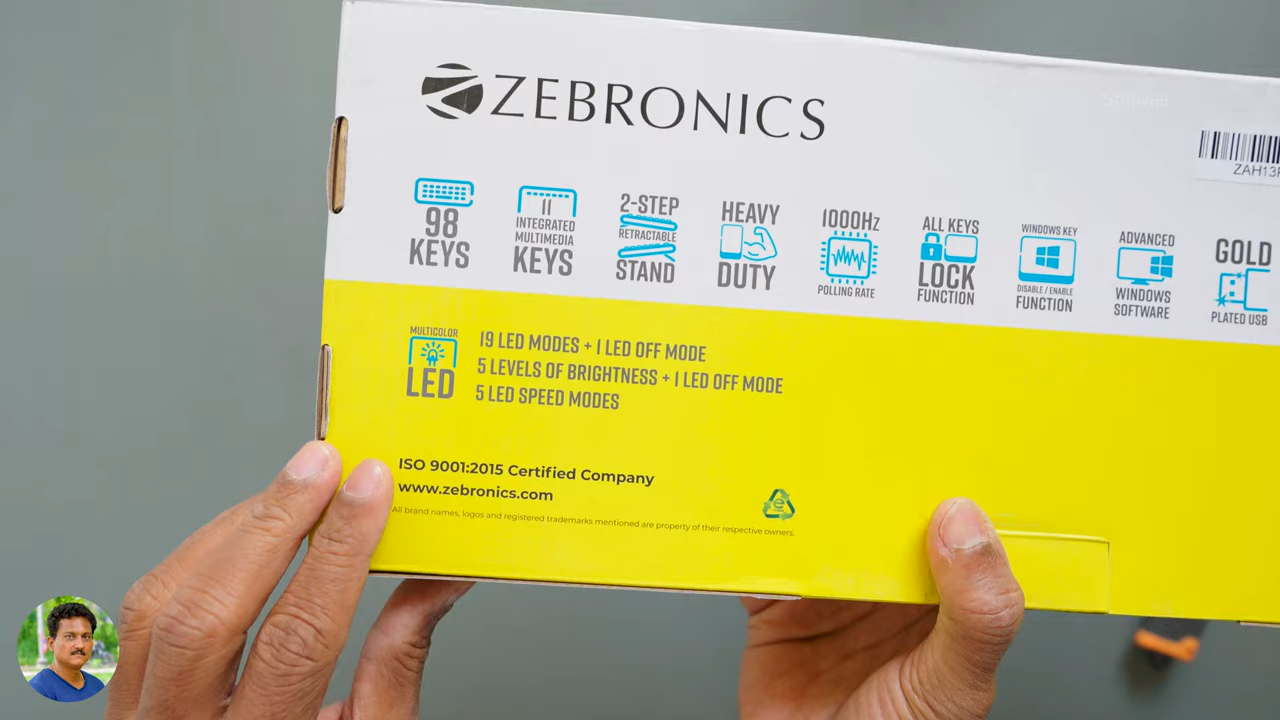 ZEBRONICS
ZAH13
98
KEYS
11
INTEGRATED
MULTIMEDIA
KEYS
2-STEP
RETRACTABLE
STAND
HEAVY
DUTY
1000Hz
POLLING RATE
ALL KEYS
LOCK
FUNCTION
WINDOWS KEY
DISABLE / ENABLE
FUNCTION
ADVANCED
WINDOWS
SOFTWARE
GOLD
PLATED USB
MULTICOLOR
LED
19 LED MODES + 1 LED OFF MODE
5 LEVELS OF BRIGHTNESS + 1 LED OFF MODE
5 LED SPEED MODES
ISO 9001:2015 Certified Company
www.zebronics.com
All brand names, logos and registered trademarks mentioned are property of their respective owners.
e